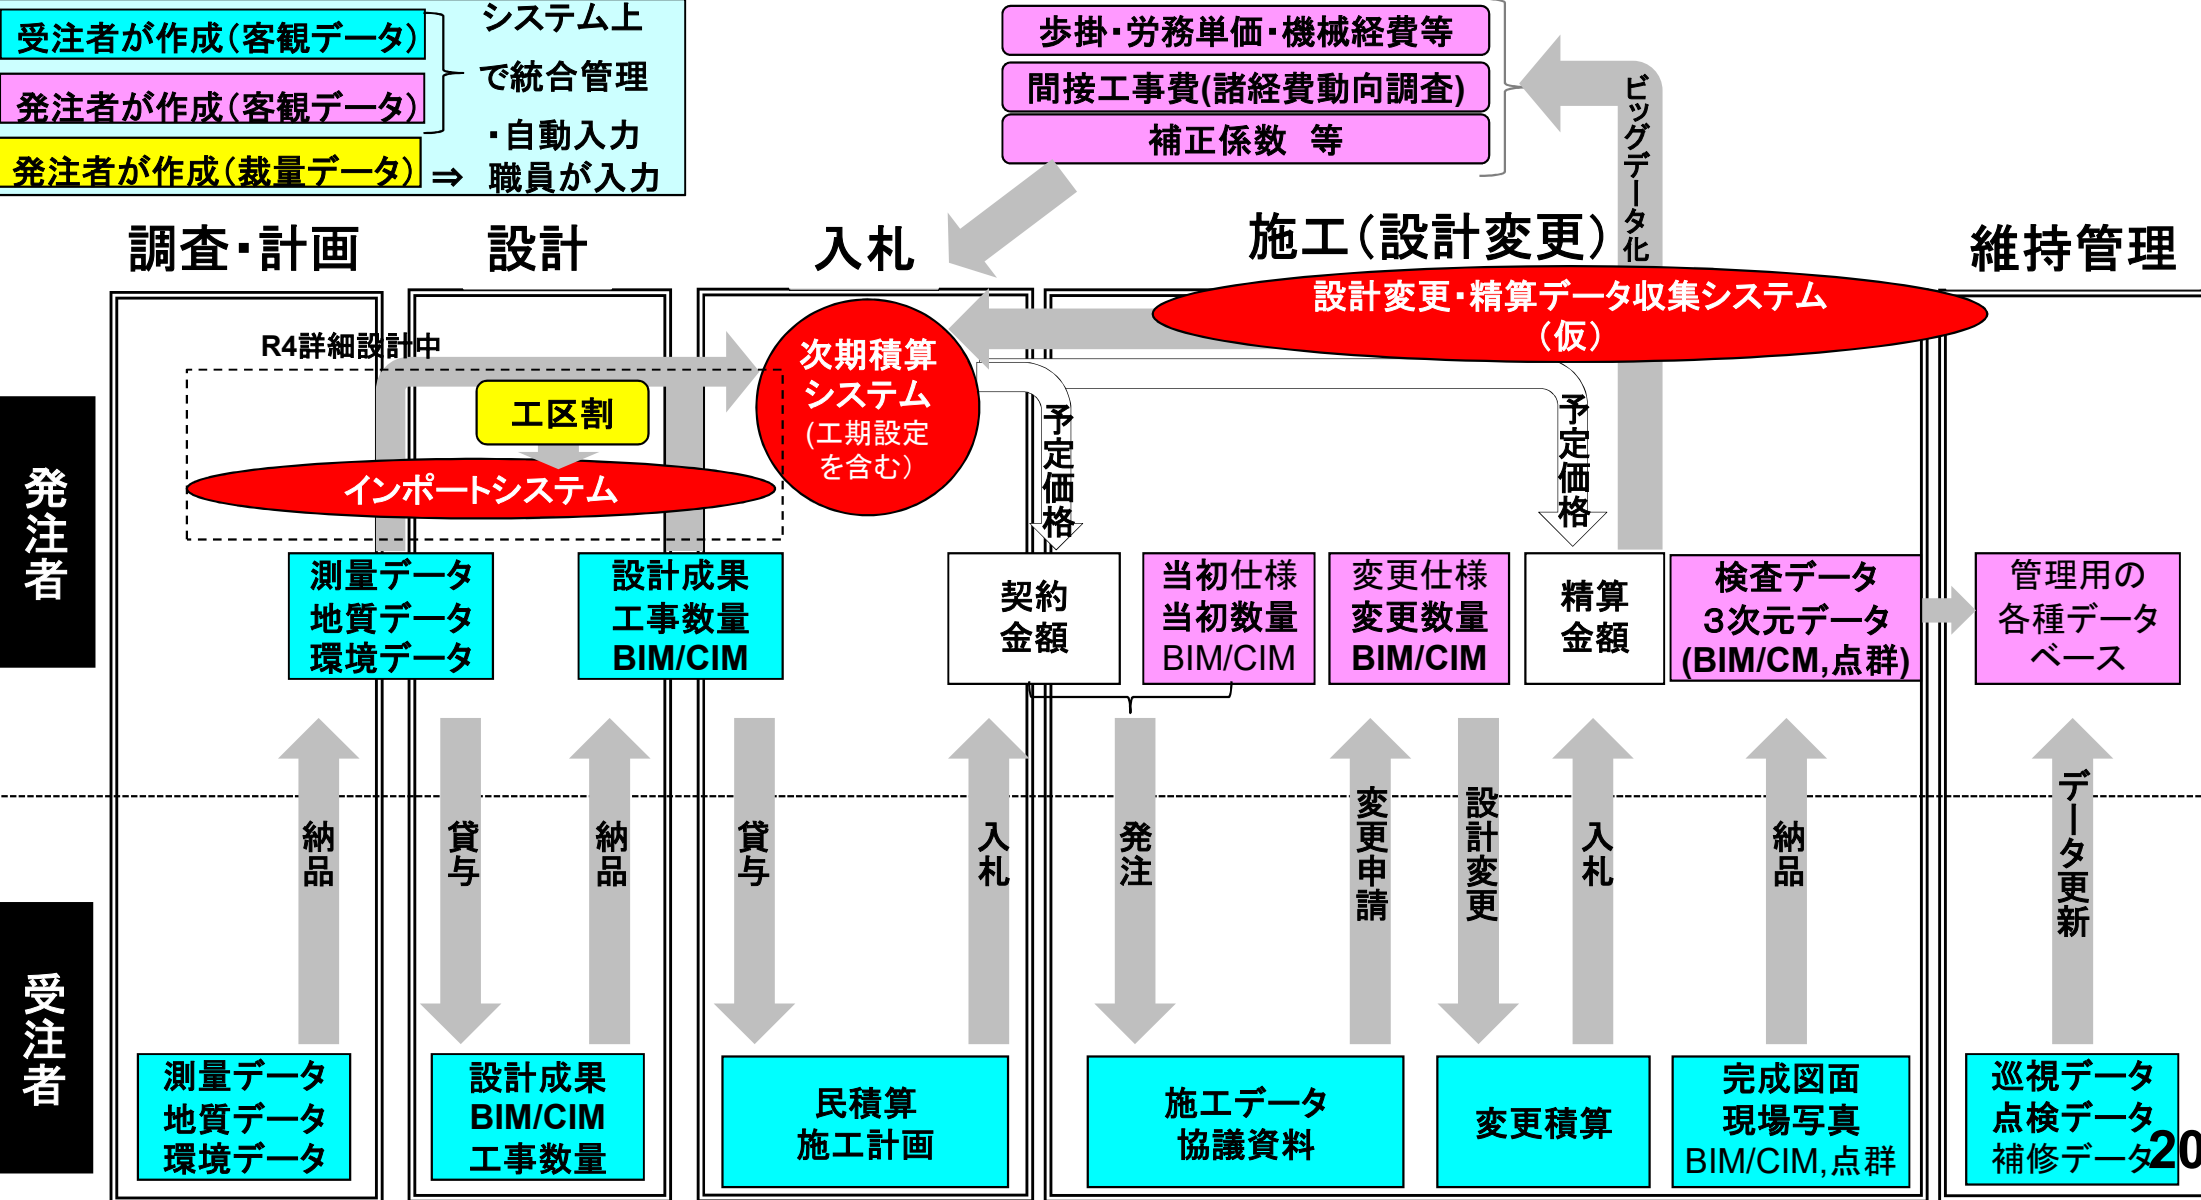 受注者が作成(客観データ)
発注者が作成(客観データ)
発注者が作成(裁量データ)
システム上
で統合管理
・自動入力
⇒ 職員が入力
歩掛・労務単価・機械経費等
間接工事費(諸経費動向調査)
補正係数 等
ビッグデータ化
調査・計画
設計
入札
施工(設計変更)
維持管理
設計変更・精算データ収集システム
(仮)
R4詳細設計中
工区割
インポートシステム
次期積算
システム
(工期設定
を含む)
予定価格
予定価格
発注者
測量データ
地質データ
環境データ
設計成果
工事数量
BIM/CIM
契約
金額
当初仕様
当初数量
BIM/CIM
変更仕様
変更数量
BIM/CIM
精算
金額
検査データ
3次元データ
(BIM/CM,点群)
管理用の
各種データ
ベース
納品
貸与
納品
貸与
入札
発注
変更申請
設計変更
入札
納品
データ更新
受注者
測量データ
地質データ
環境データ
設計成果
BIM/CIM
工事数量
民積算
施工計画
施工データ
協議資料
変更積算
完成図面
現場写真
BIM/CIM,点群
巡視データ
点検データ
補修データ
20